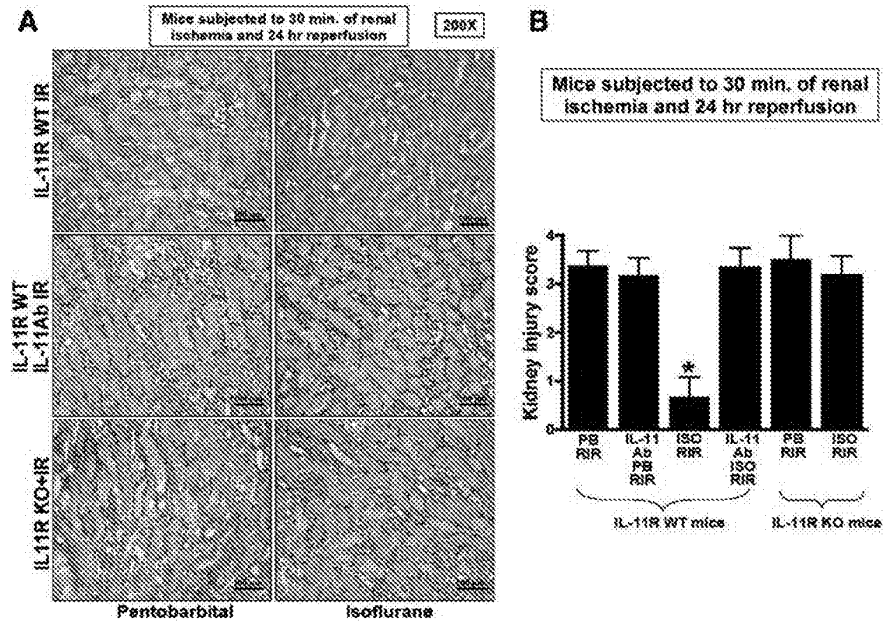 A
Mice subjected to 30 min. of renal
ischemia and 24 hr reperfusion
200X
IL-11R WT IR
IL-11R WT
IL-11Ab IR
IL11R KO+IR
Pentobarbital
Isoflurane
B
Mice subjected to 30 min. of renal
ischemia and 24 hr reperfusion
Kidney injury score
4
3
2
1
0
*
PB
RIR
IL-11
Ab
PB
RIR
ISO
RIR
IL-11
Ab
ISO
RIR
PB
RIR
ISO
RIR
IL-11R WT mice
IL-11R KO mice